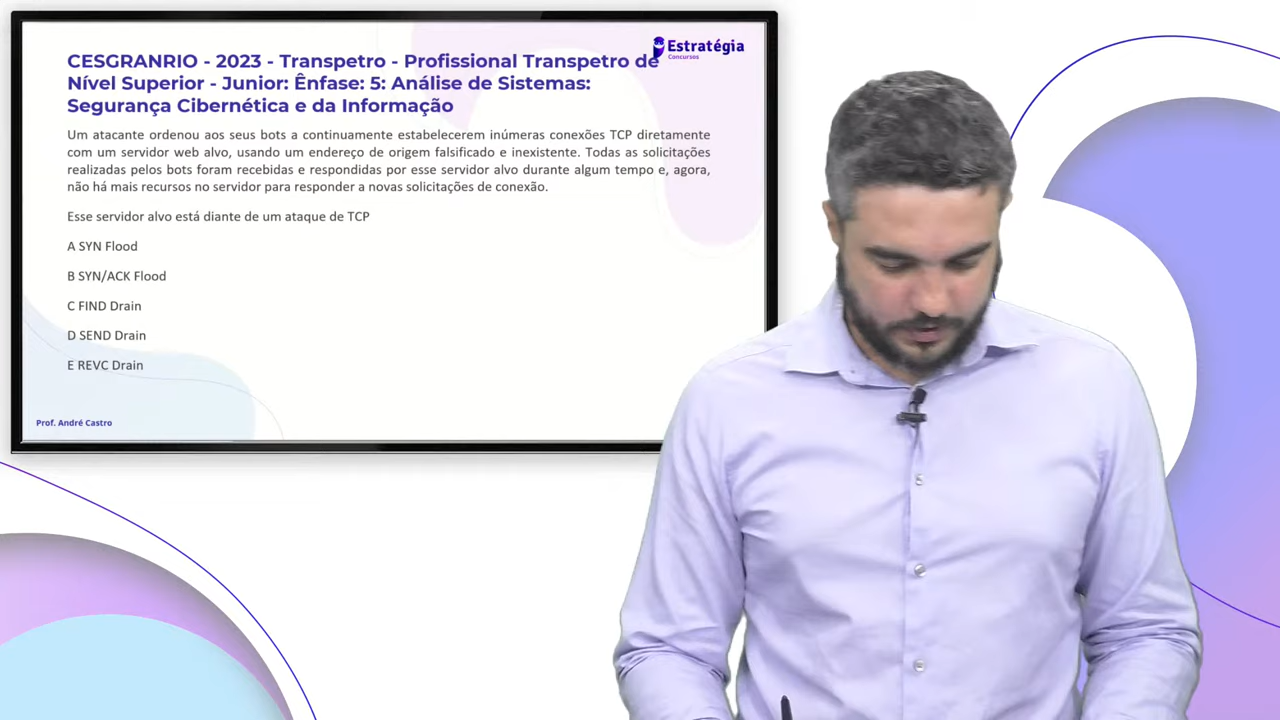 Estratégia
Concursos
CESGRANRIO - 2023 - Transpetro - Profissional Transpetro de
Nível Superior - Junior: Ênfase: 5: Análise de Sistemas:
Segurança Cibernética e da Informação
Um atacante ordenou aos seus bots a continuamente estabelecerem inúmeras conexões TCP diretamente
com um servidor web alvo, usando um endereço de origem falsificado e inexistente. Todas as solicitações
realizadas pelos bots foram recebidas e respondidas por esse servidor alvo durante algum tempo e, agora,
não há mais recursos no servidor para responder a novas solicitações de conexão.
Esse servidor alvo está diante de um ataque de TCP
A SYN Flood
B SYN/ACK Flood
C FIND Drain
D SEND Drain
E REVC Drain
Prof. André Castro